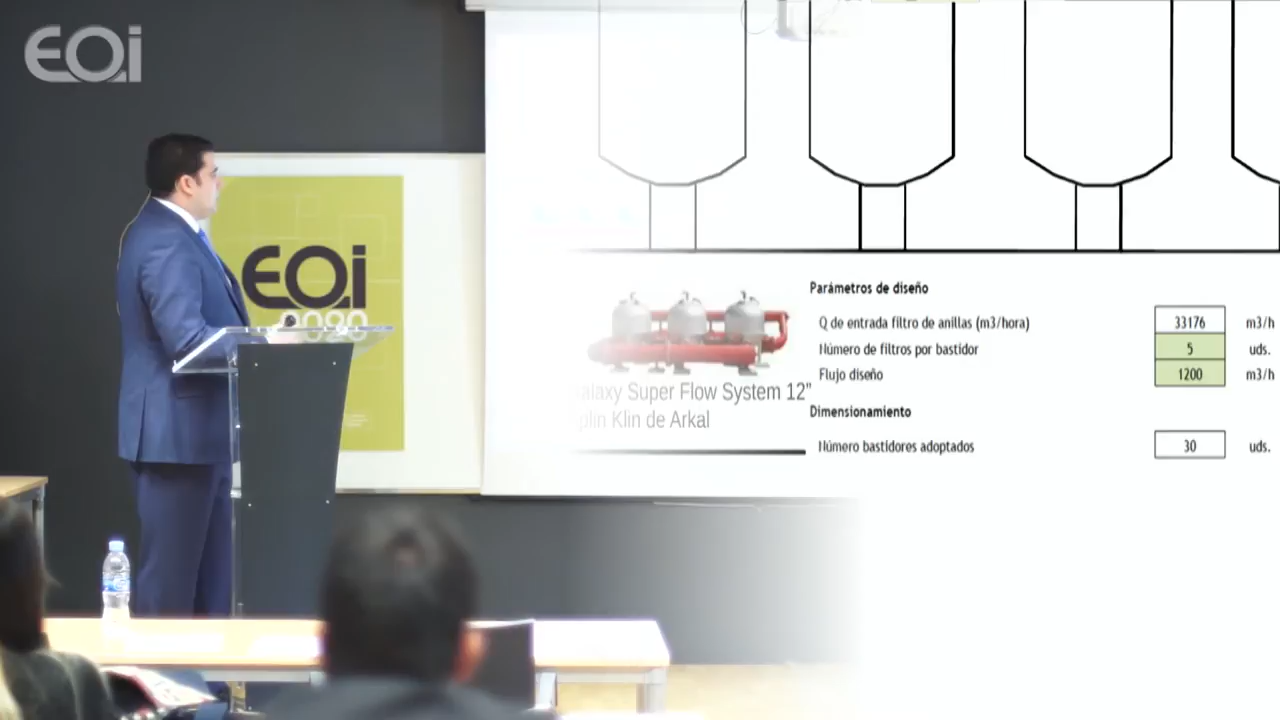 EOi
EOi
Parámetros de diseño
Q de entrada filtro de anillas (m3/hora) 33176 m3/h
Número de filtros por bastidor 5 uds.
Flujo diseño 1200 m3/h
alaxy Super Flow System 12"
plin Klin de Arkal
Dimensionamiento
Número bastidores adoptados 30 uds.